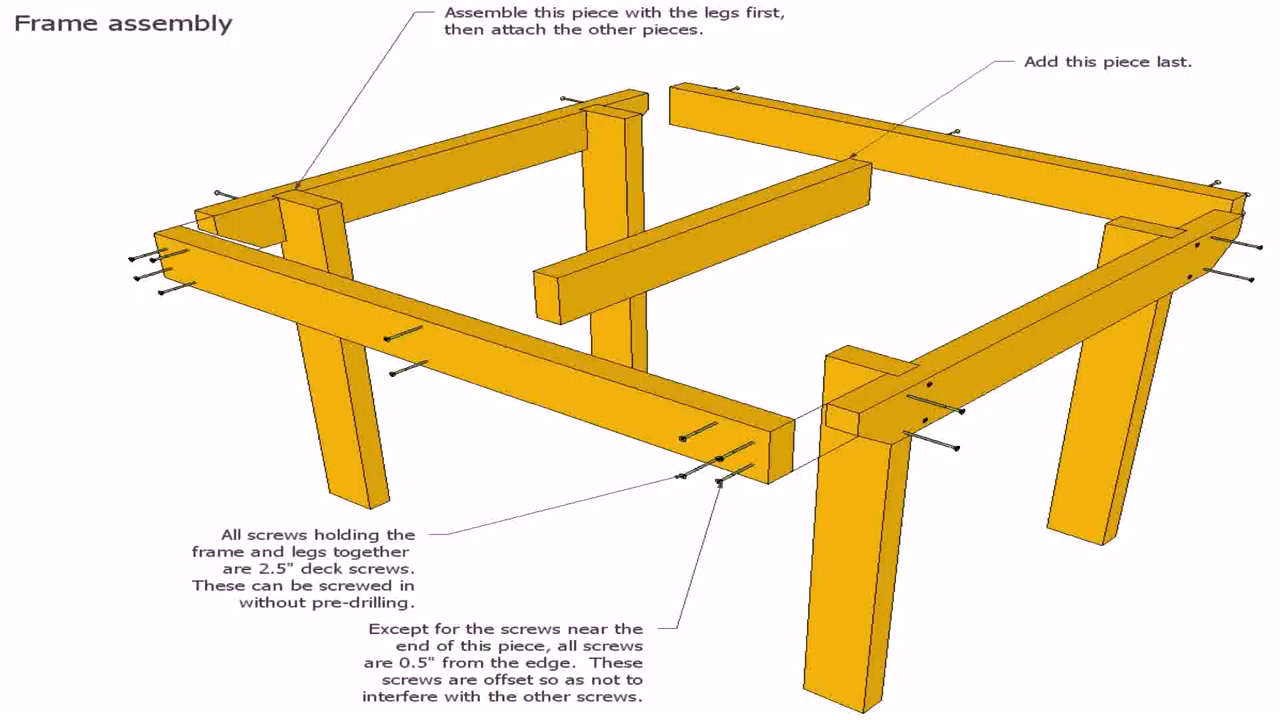 Frame assembly
Assemble this piece with the legs first,
then attach the other pieces.
Add this piece last.
All screws holding the
frame and legs together
are 2.5" deck screws.
These can be screwed in
without pre-drilling.
Except for the screws near the
end of this piece, all screws
are 0.5" from the edge. These
screws are offset so as not to
interfere with the other screws.